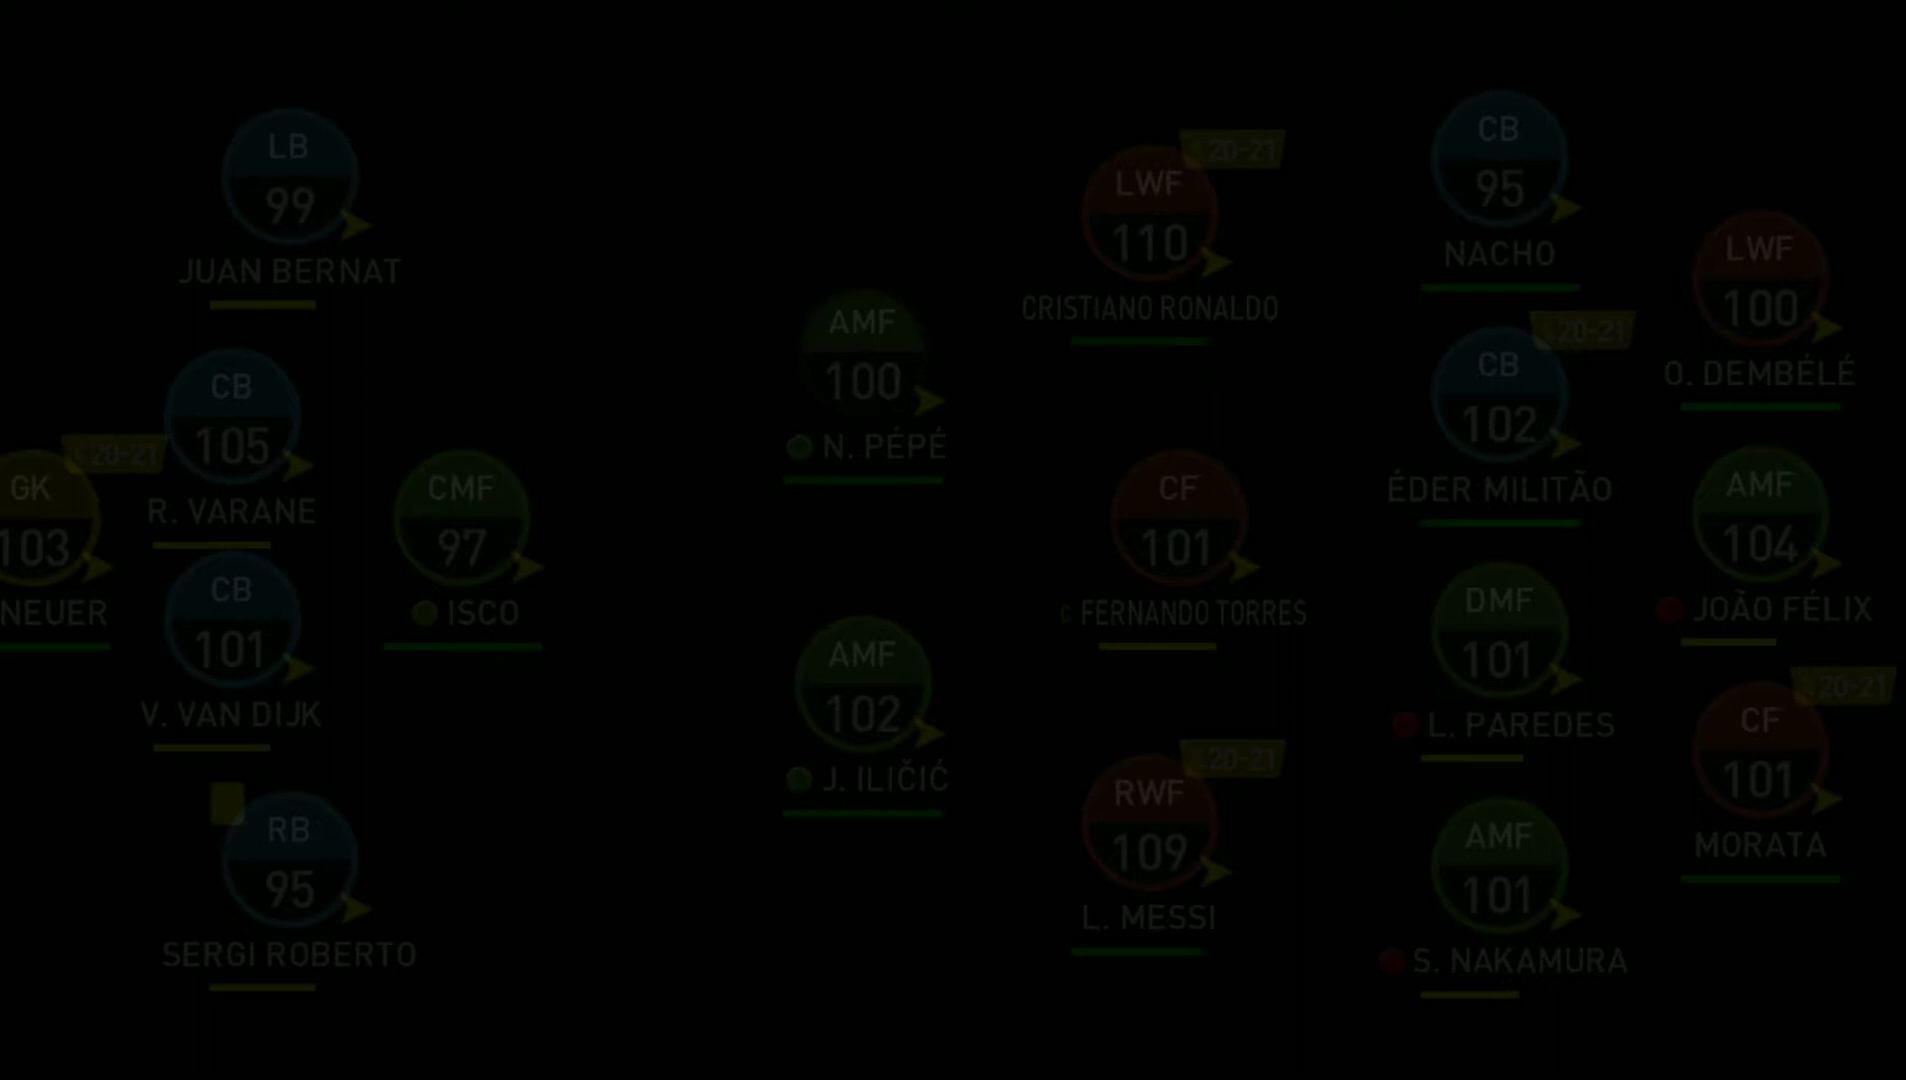 LB
99
JUAN BERNAT
CB
105
R. VARANE
20-21
GK
103
NEUER
CB
101
V. VAN DIJK
RB
95
SERGI ROBERTO
CMF
97
ISCO
AMF
100
N. PÉPÉ
AMF
102
J. ILIČIĆ
20-21
LWF
110
CRISTIANO RONALDO
CF
101
C FERNANDO TORRES
20-21
RWF
109
L. MESSI
CB
95
NACHO
20-21
CB
102
ÉDER MILITÃO
DMF
101
L. PAREDES
AMF
101
S. NAKAMURA
LWF
100
O. DEMBÉLÉ
AMF
104
JOÃO FÉLIX
20-21
CF
101
MORATA